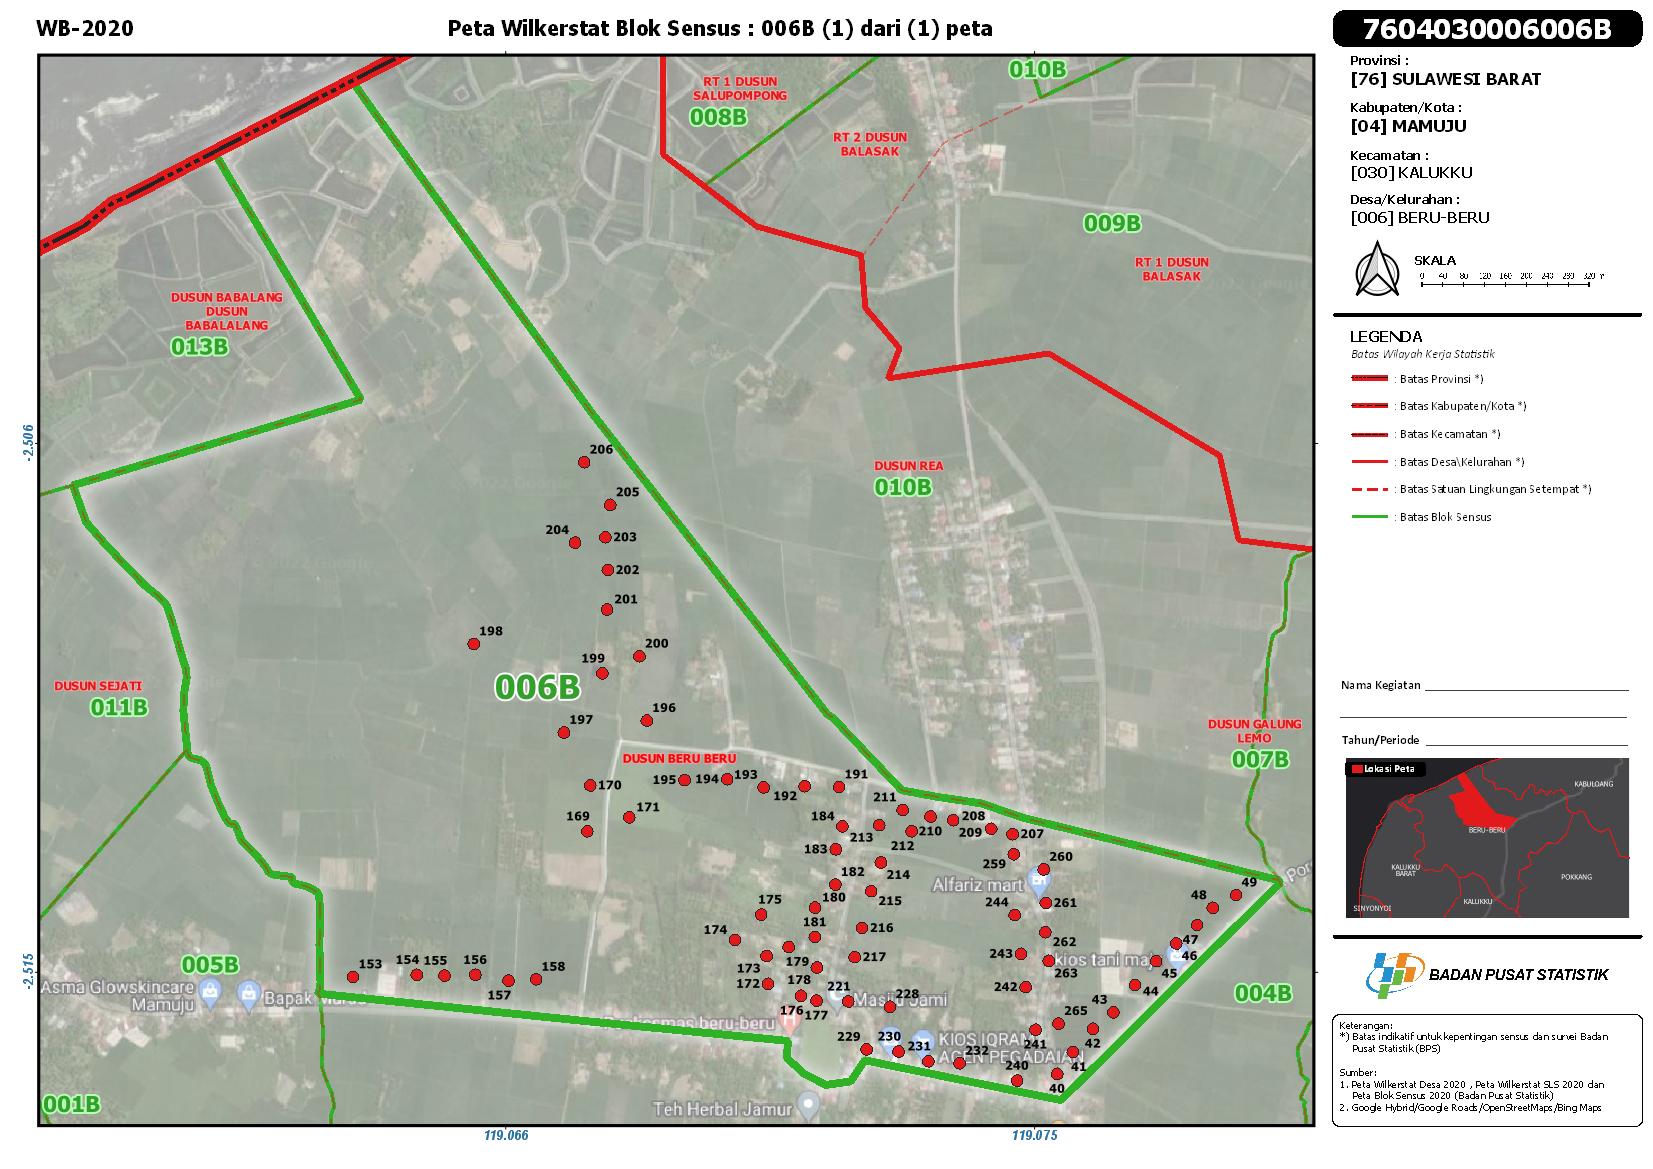 WB-2020
Peta Wilkerstat Blok Sensus : 006B (1) dari (1) peta
7604030006006B
Provinsi :
[76] SULAWESI BARAT
Kabupaten/Kota :
[04] MAMUJU
Kecamatan :
[030] KALUKKU
Desa/Kelurahan :
[006] BERU-BERU
SKALA
0 40 80 120 160 200 240 280 320
LEGENDA
Batas Wilayah Kerja Statistik
: Batas Provinsi *)
: Batas Kabupaten/Kota *)
: Batas Kecamatan *)
: Batas Desa\Kelurahan *)
: Batas Satuan Lingkungan Setempat *)
: Batas Blok Sensus
Nama Kegiatan
Tahun/Periode
Lokasi Peta
KABULOANG
BERU-BERU
KALUKKU
BARAT
POKKANG
KALUKKU
SINYONYOI
BADAN PUSAT STATISTIK
Keterangan:
*) Batas indikatif untuk kepentingan sensus dan survei Badan
Pusat Statistik (BPS)
Sumber:
1. Peta Wilkerstat Desa 2020 , Peta Wilkerstat SLS 2020 dan
Peta Blok Sensus 2020 (Badan Pusat Statistik)
2. Google Hybrid/Google Roads/OpenStreetMaps/Bing Maps
RT 1 DUSUN
SALUPOMPONG
008B
010B
RT 2 DUSUN
BALASAK
009B
RT 1 DUSUN
BALASAK
DUSUN BABALANG
DUSUN
BABALALANG
013B
-2.506
206
DUSUN REA
010B
205
204
203
202
201
198
200
199
DUSUN SEJATI
011B
006B
197
196
DUSUN GALUNG
LEMO
007B
DUSUN BERU BERU
195
194
193
192
191
170
171
169
211
184
213
210
208
209
207
183
212
259
260
182
214
Alfariz mart
49
48
175
180
215
244
261
174
181
216
262
47
153
154
155
156
157
158
173
179
217
243
263
kios tani
46
45
005B
-2.515
172
178
242
44
Asma Glowskincare
Mamuju
Bapak
176
177
221
Masjid Jami
228
43
265
004B
beru-beru
229
230
231
232
KIOS IQRAM
AGEN PEGADAIAN
241
42
240
41
40
001B
Teh Herbal Jamur
119.066
119.075